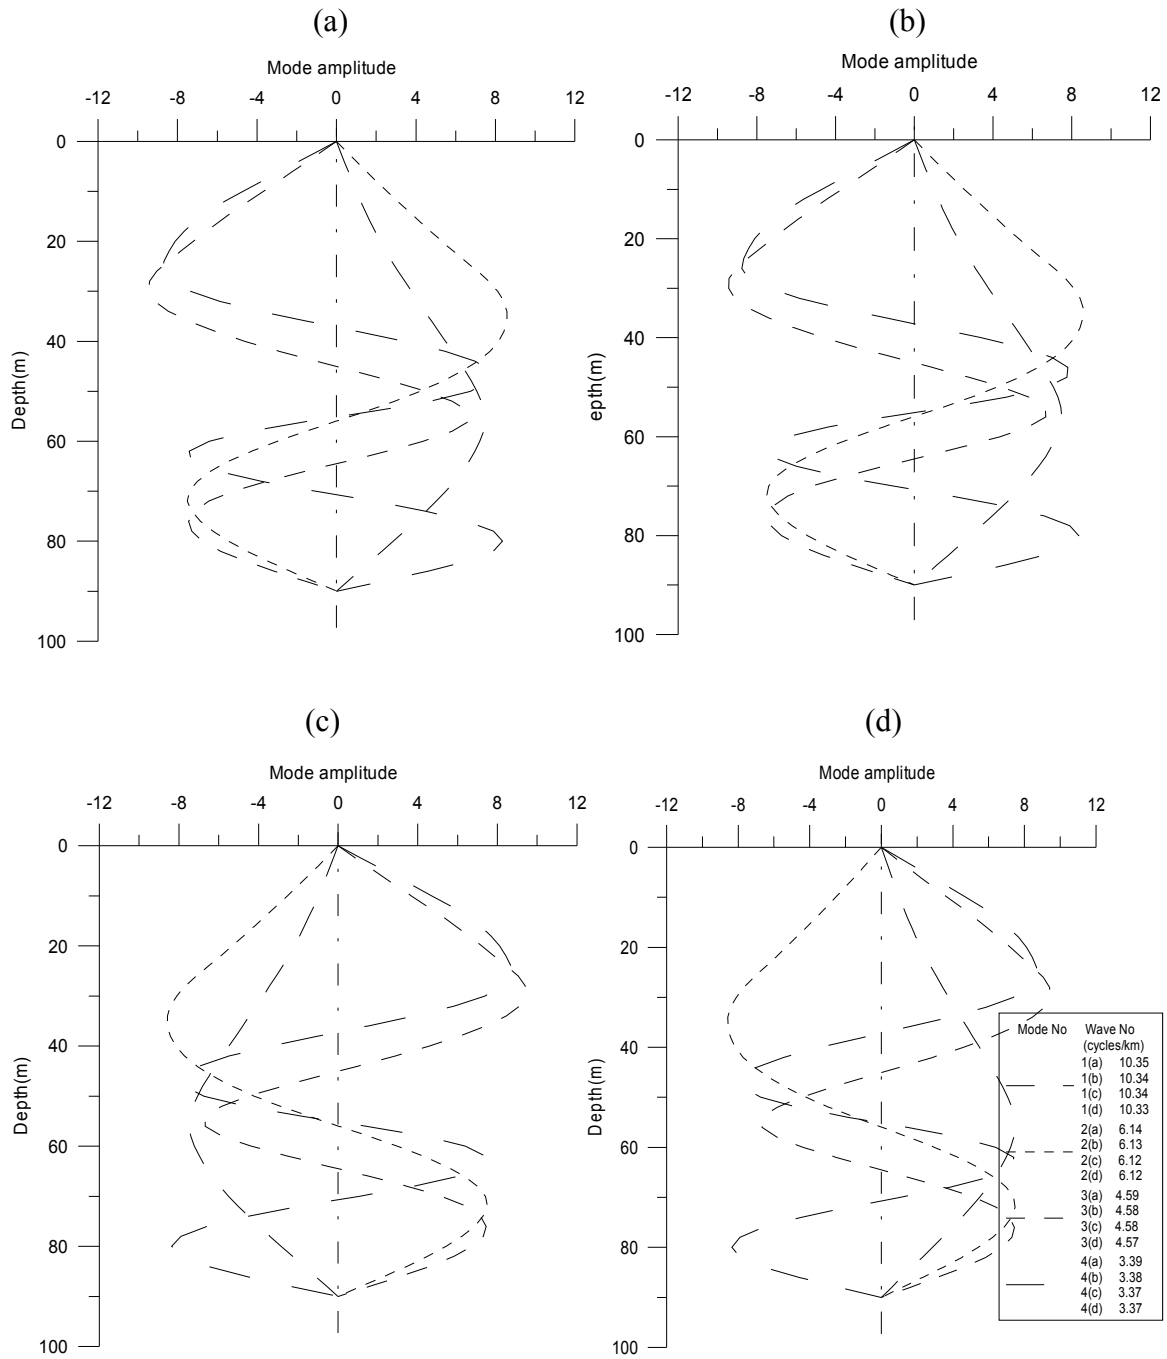 (a)
Mode amplitude
-12 -8 -4 0 4 8 12
0
20
40
60
80
100
Depth(m)
(b)
Mode amplitude
-12 -8 -4 0 4 8 12
0
20
40
60
80
100
epth(m)
(c)
Mode amplitude
-12 -8 -4 0 4 8 12
0
20
40
60
80
100
Depth(m)
(d)
Mode amplitude
-12 -8 -4 0 4 8 12
0
20
40
60
80
100
Depth(m)
Mode No Wave No
(cycles/km)
1(a) 10.35
1(b) 10.34
1(c) 10.34
1(d) 10.33
2(a) 6.14
2(b) 6.13
2(c) 6.12
2(d) 6.12
3(a) 4.59
3(b) 4.58
3(c) 4.58
3(d) 4.57
4(a) 3.39
4(b) 3.38
4(c) 3.37
4(d) 3.37